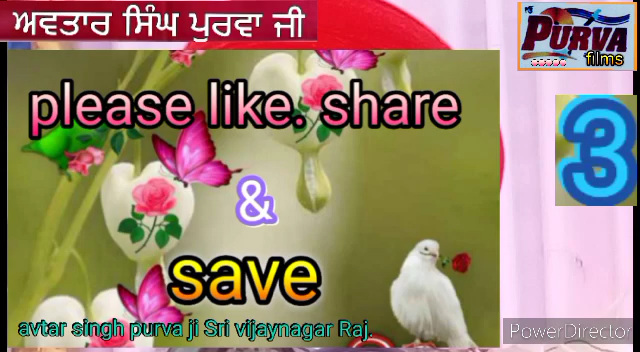 ਅਵਤਾਰ ਸਿੰਘ ਪੁਰਵਾ ਜੀ
PURVA
films
please like. share
3
&
save
avtar singh purva ji Sri vijaynagar Raj.
PowerDirector